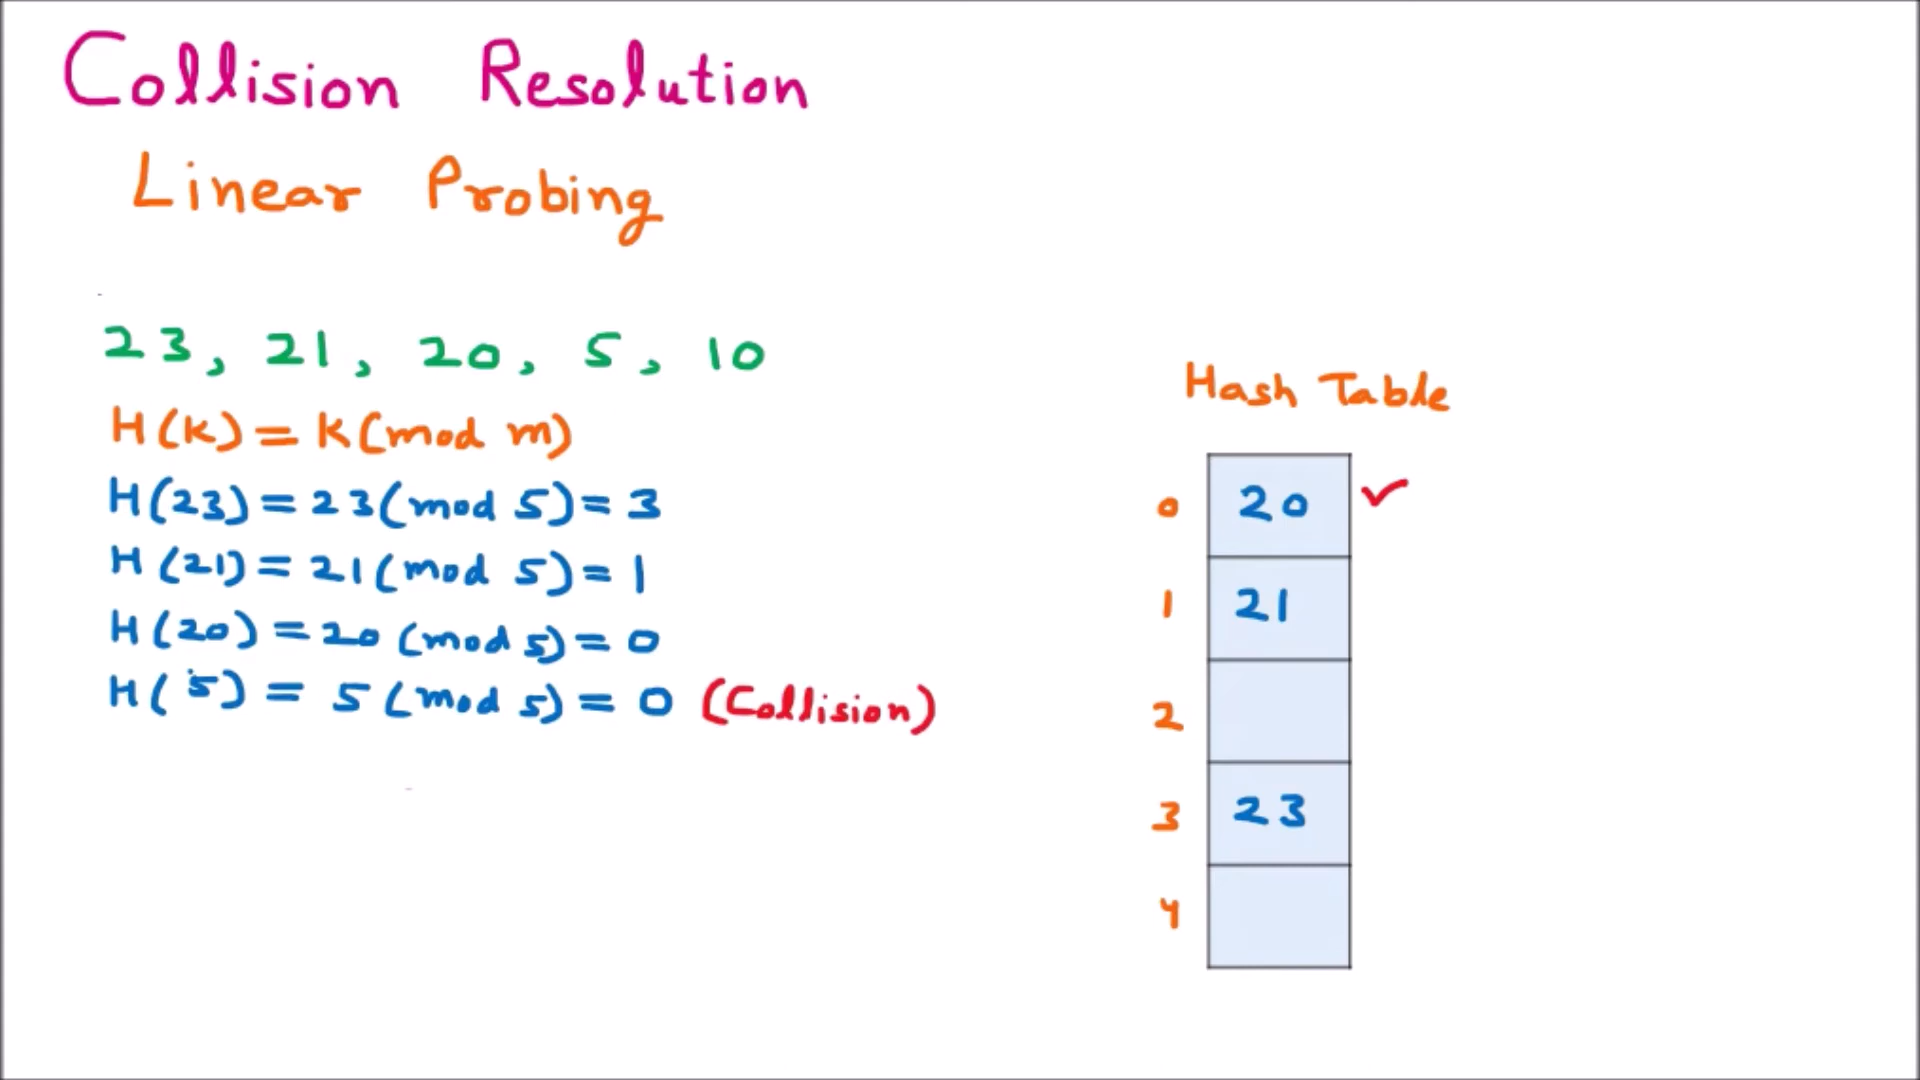 Collision Resolution
Linear Probing
23, 21, 20, 5, 10
H(k) = k(mod m)
H(23) = 23(mod 5) = 3
H(21) = 21(mod 5) = 1
H(20) = 20(mod 5) = 0
H(5) = 5(mod 5) = 0 (Collision)
Hash Table
0 20 ✓
1 21
2
3 23
4